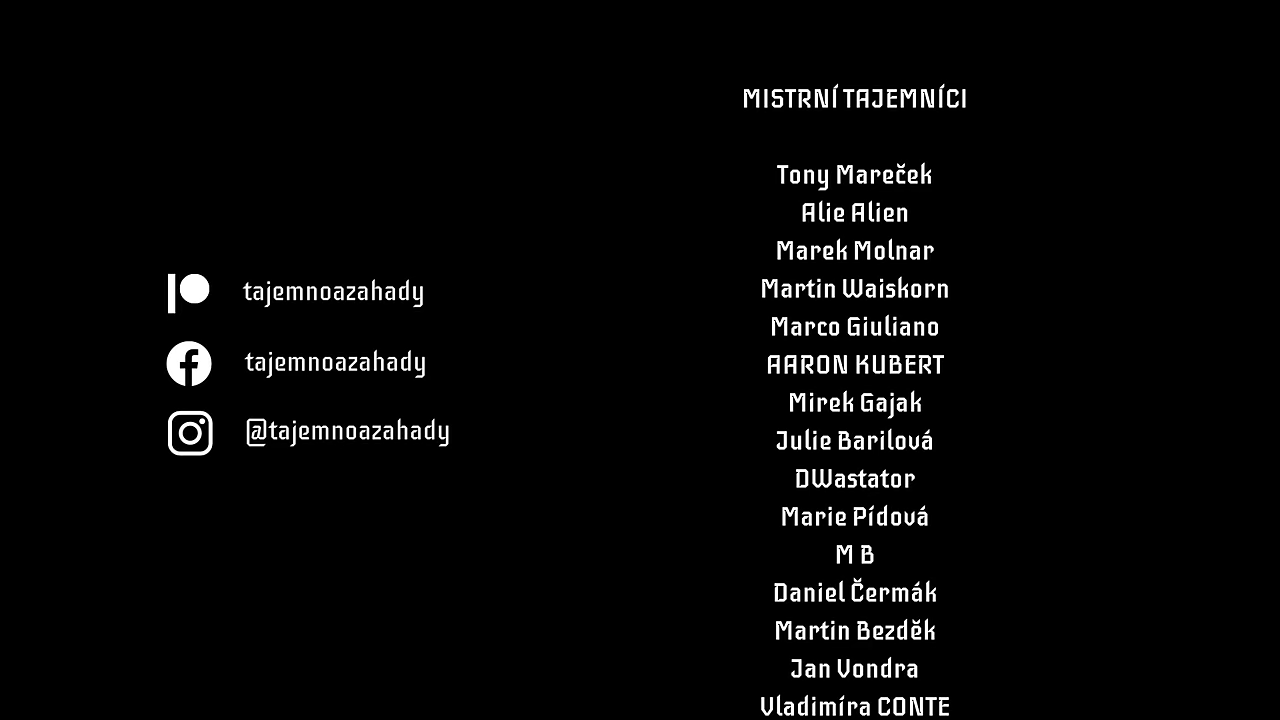 tajemnoazahady
tajemnoazahady
@tajemnoazahady
MISTRNÍ TAJEMNÍCI
Tony Mareček
Alie Alien
Marek Molnar
Martin Waiskorn
Marco Giuliano
AARON KUBERT
Mirek Gajak
Julie Barilová
DWastator
Marie Pídová
M B
Daniel Čermák
Martin Bezděk
Jan Vondra
Vladimíra CONTE